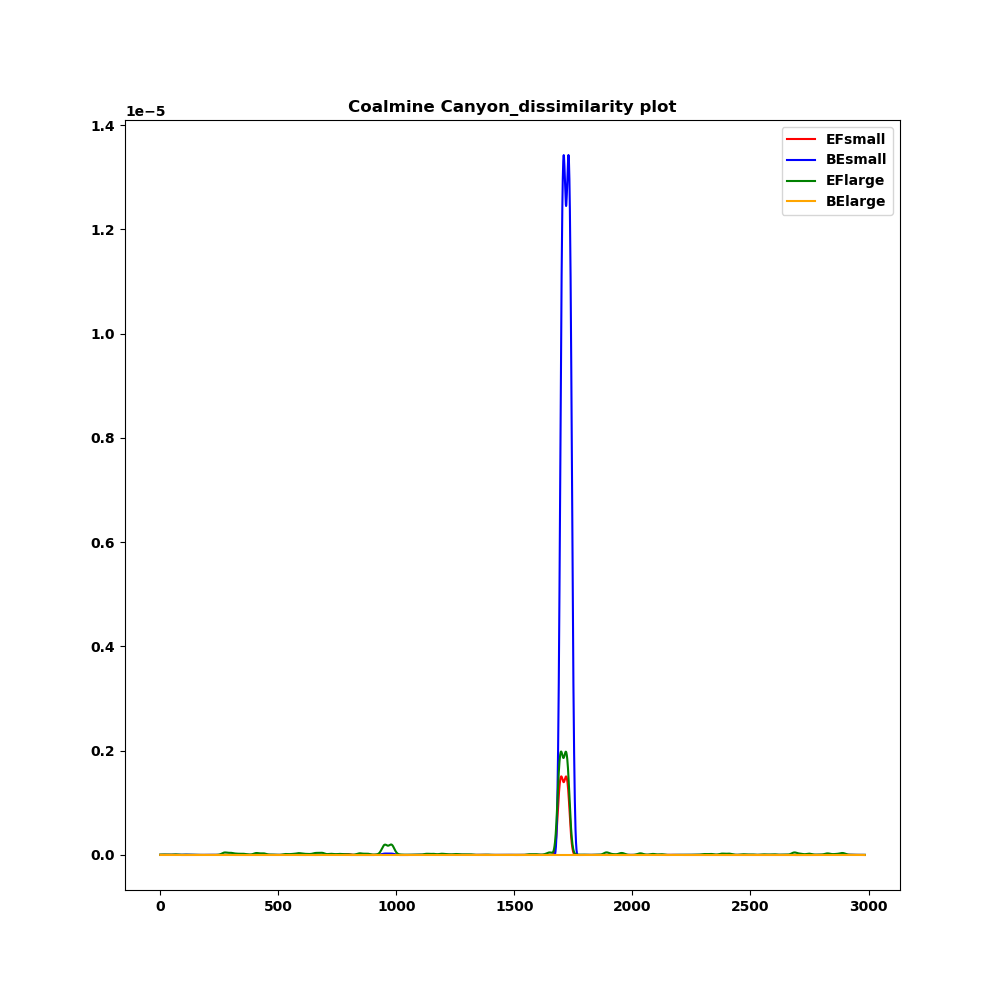 Coalmine Canyon_dissimilarity plot
1e−5
1.4
1.2
1.0
0.8
0.6
0.4
0.2
0.0
0 500 1000 1500 2000 2500 3000
EFsmall
BEsmall
EFlarge
BElarge